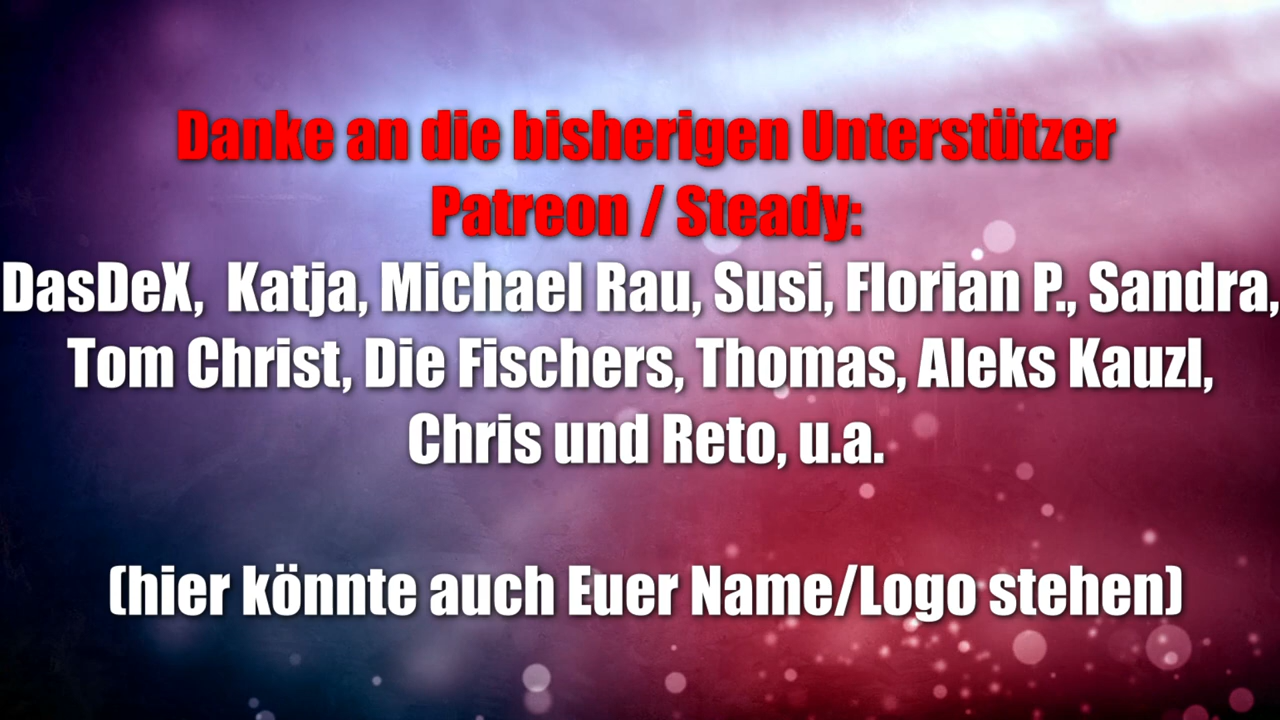 Danke an die bisherigen Unterstützer
Patreon / Steady:
DasDeX,  Katja, Michael Rau, Susi, Florian P., Sandra,
Tom Christ, Die Fischers, Thomas, Aleks Kauzl,
Chris und Reto, u.a.
(hier könnte auch Euer Name/Logo stehen)